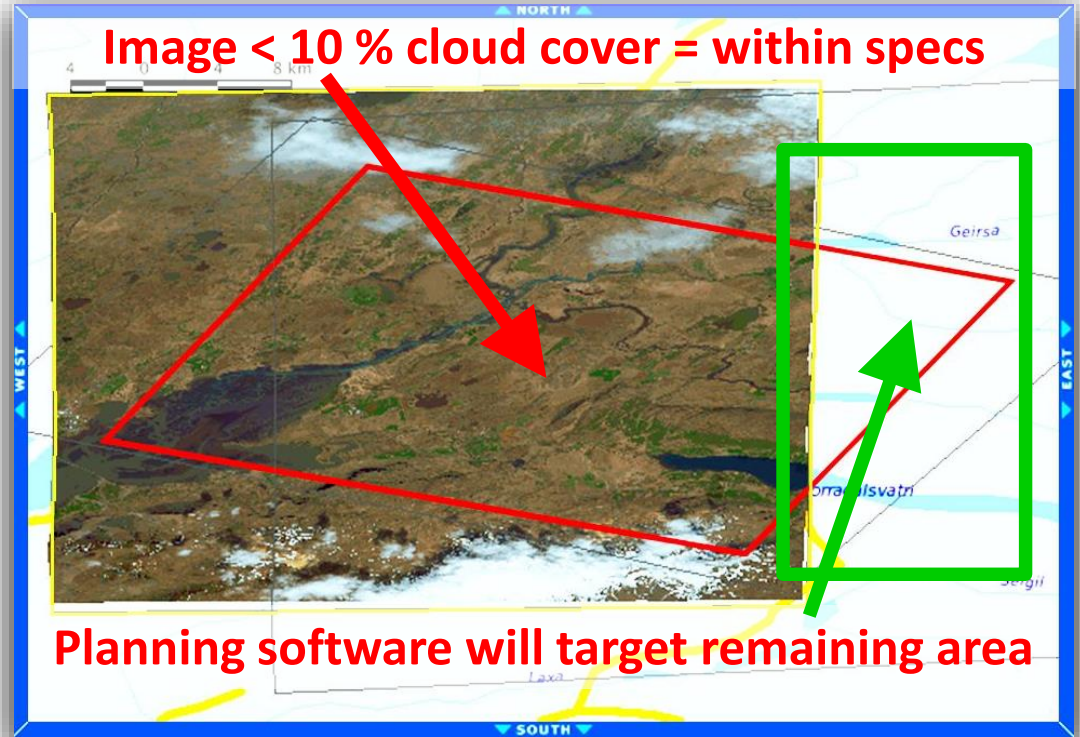 NORTH
Image < 10 % cloud cover = within specs
4 0 4 8 km
Geirsa
WEST
EAST
Planning software will target remaining area
Laxa
SOUTH